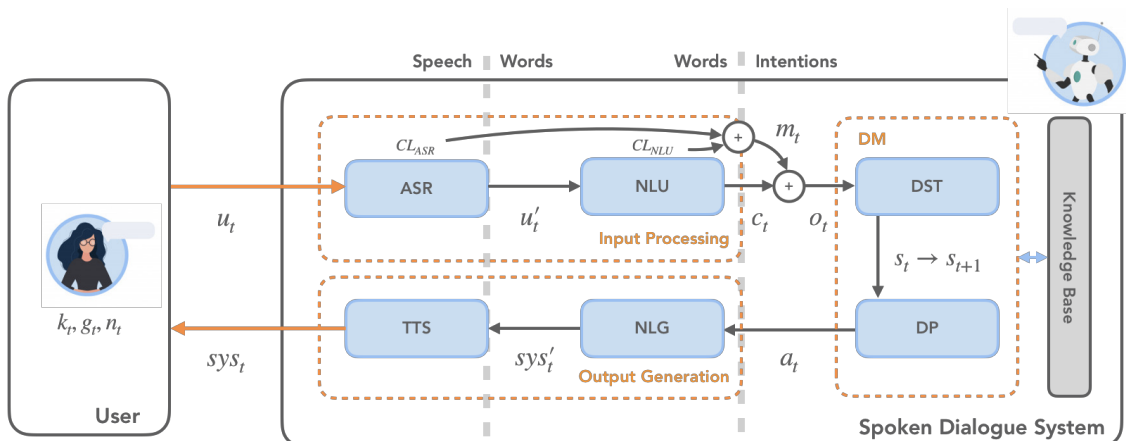 Speech Words Words Intentions
CL_ASR CL_NLU + m_t DM
ASR NLU + DST
u_t u'_t c_t o_t
Input Processing
s_t → s_{t+1}
Knowledge Base
k_t, g_t, n_t
TTS NLG DP
sys_t sys'_t a_t
Output Generation
User
Spoken Dialogue System